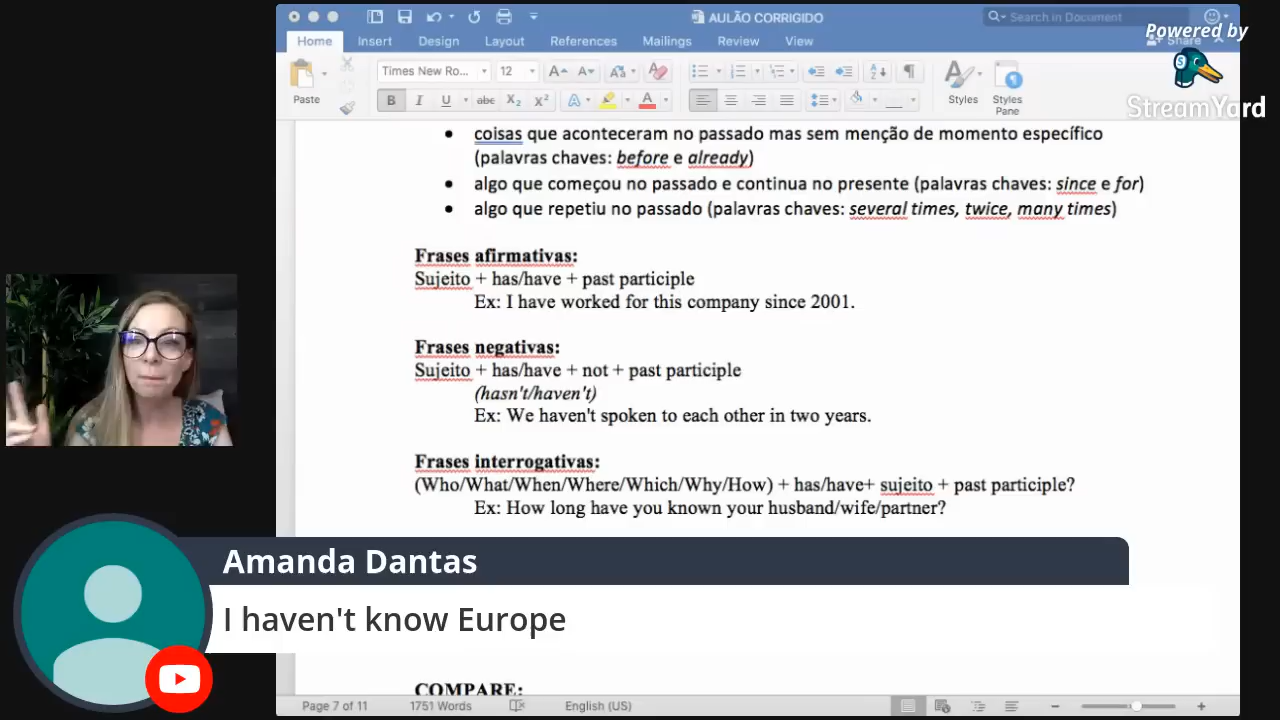 AULÃO CORRIGIDO
Search in Document
Powered by
StreamYard
Home Insert Design Layout References Mailings Review View
Share
Times New Ro... 12
Paste
B I U abc X₂ X²
Styles
Styles Pane
coisas que aconteceram no passado mas sem menção de momento específico
(palavras chaves: before e already)
algo que começou no passado e continua no presente (palavras chaves: since e for)
algo que repetiu no passado (palavras chaves: several times, twice, many times)
Frases afirmativas:
Sujeito + has/have + past participle
Ex: I have worked for this company since 2001.
Frases negativas:
Sujeito + has/have + not + past participle
(hasn't/haven't)
Ex: We haven't spoken to each other in two years.
Frases interrogativas:
(Who/What/When/Where/Which/Why/How) + has/have+ sujeito + past participle?
Ex: How long have you known your husband/wife/partner?
Amanda Dantas
I haven't know Europe
COMPARE:
Page 7 of 11 1751 Words English (US)